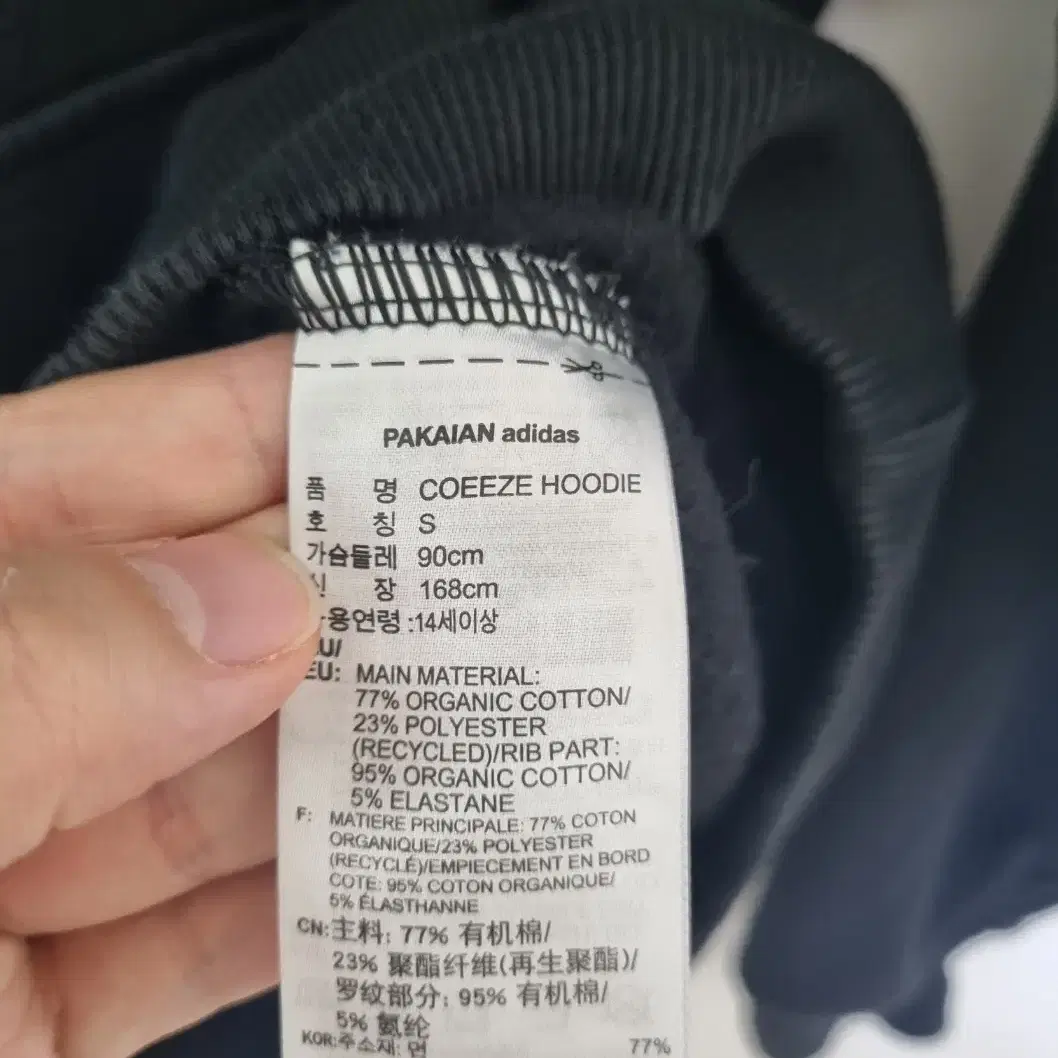 PAKAIAN adidas
품 명 COEEZE HOODIE
호 칭 S
가슴둘레 90cm
장 168cm
용연령 :14세이상
EU: MAIN MATERIAL:
77% ORGANIC COTTON/
23% POLYESTER
(RECYCLED)/RIB PART:
95% ORGANIC COTTON/
5% ELASTANE
F: MATIERE PRINCIPALE: 77% COTON
ORGANIQUE/23% POLYESTER
(RECYCLÉ)/EMPIECEMENT EN BORD
COTE: 95% COTON ORGANIQUE/
5% ÉLASTHANNE
CN:主料: 77% 有机棉/
23% 聚酯纤维(再生聚酯)/
罗纹部分: 95% 有机棉/
5% 氨纶
KOR:주소재: 면 77%